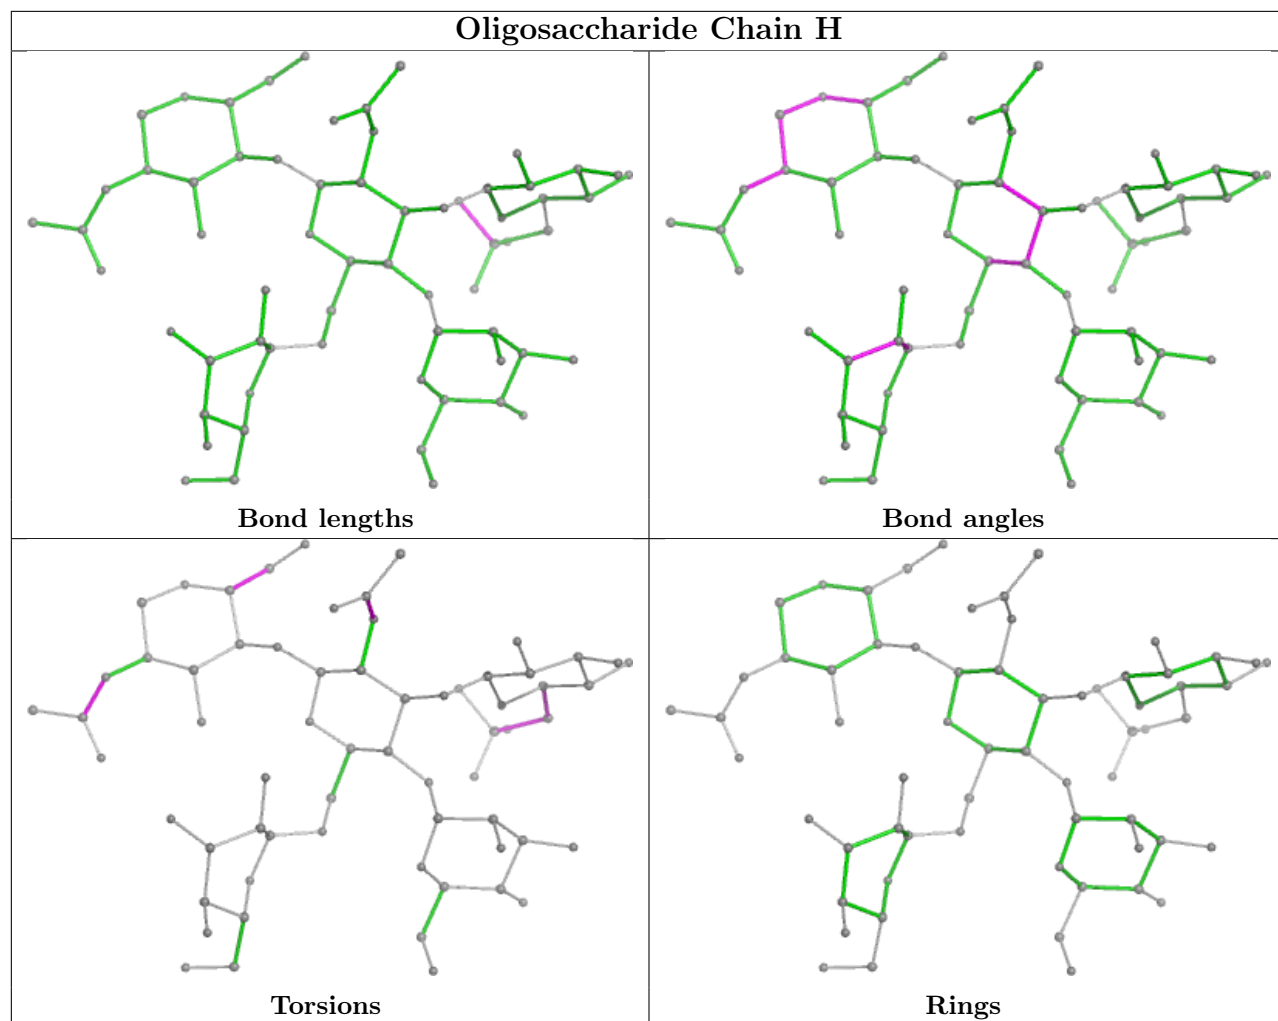 Oligosaccharide Chain H
Bond lengths
Bond angles
Torsions
Rings